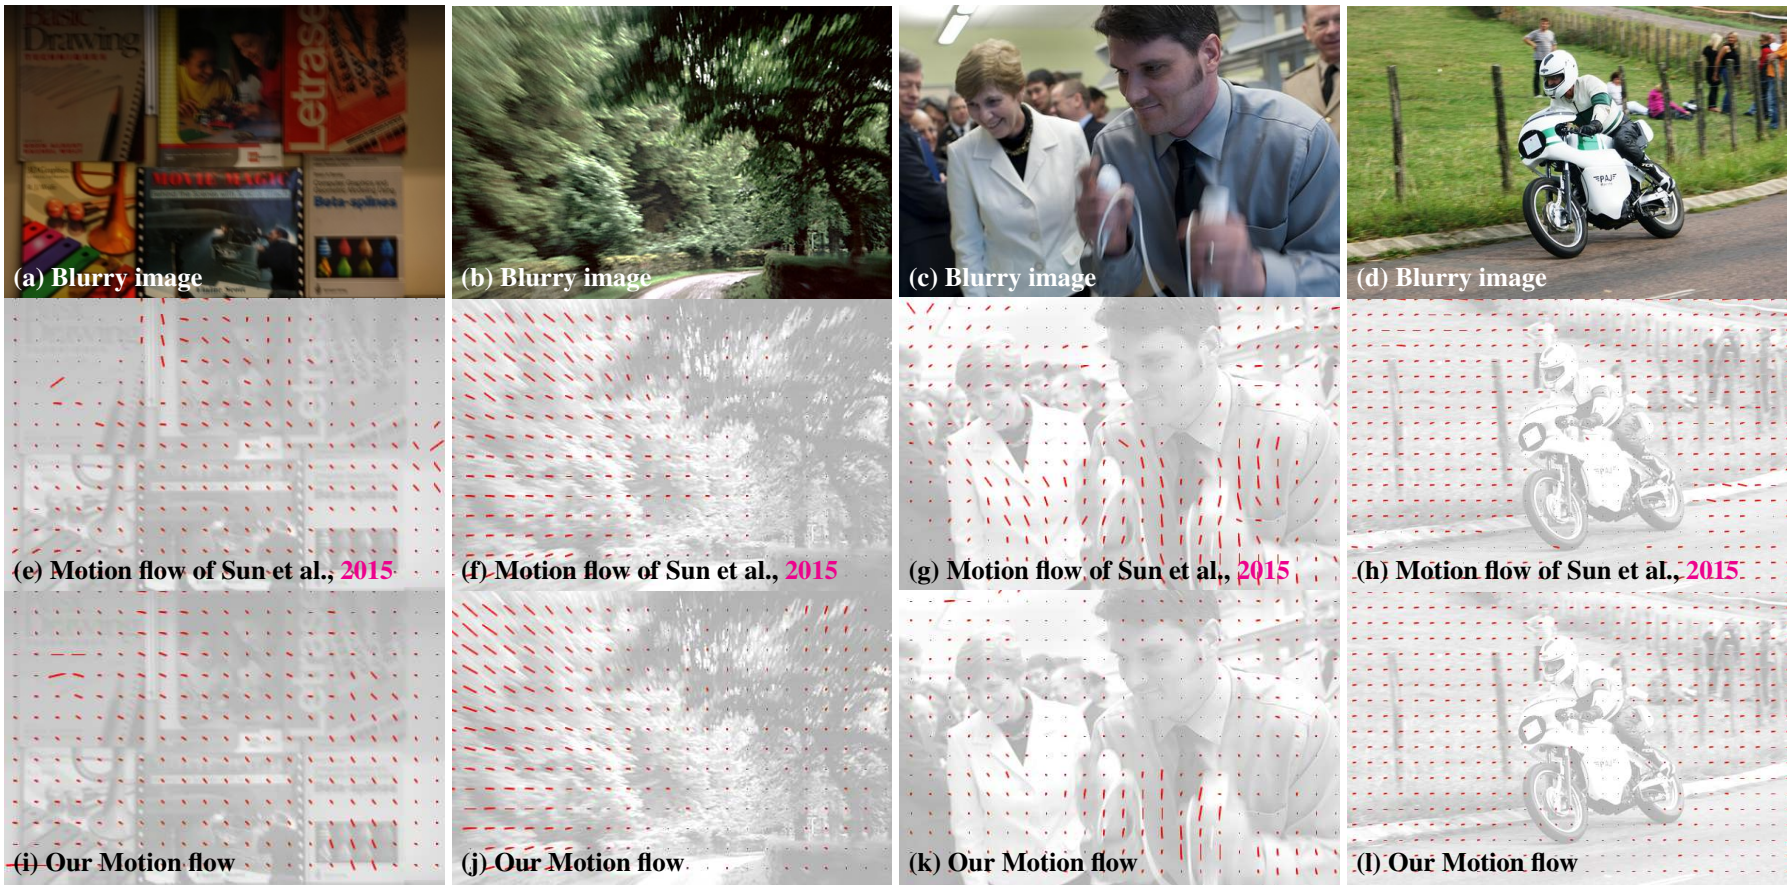 Basic
Drawing
Letraset
MOVIE MAGIC
Beta-splines
PAJ
(a) Blurry image
(b) Blurry image
(c) Blurry image
(d) Blurry image
(e) Motion flow of Sun et al., 2015
(f) Motion flow of Sun et al., 2015
(g) Motion flow of Sun et al., 2015
(h) Motion flow of Sun et al., 2015
(i) Our Motion flow
(j) Our Motion flow
(k) Our Motion flow
(l) Our Motion flow